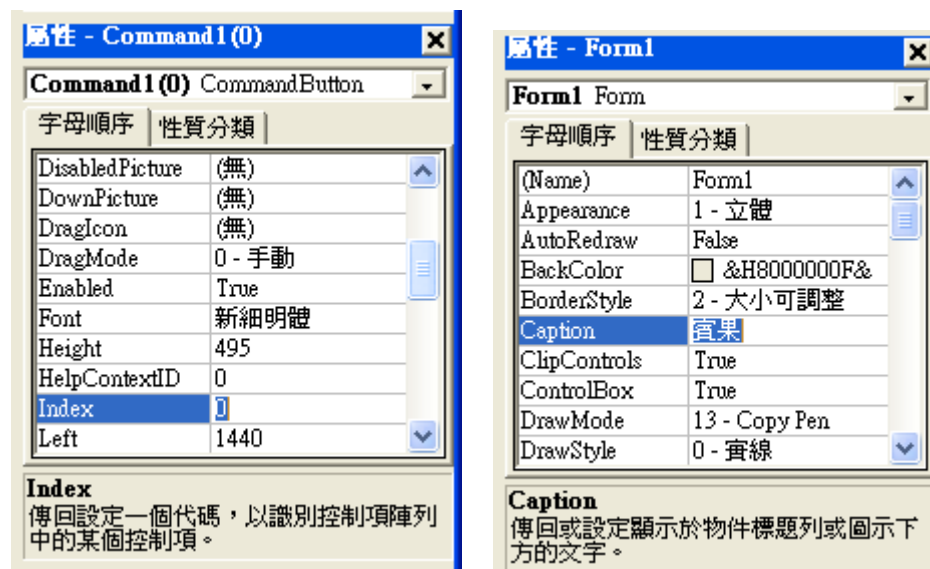 屬性 - Command1(0)
Command1(0) CommandButton
字母順序 性質分類
DisabledPicture (無)
DownPicture (無)
DragIcon (無)
DragMode 0 - 手動
Enabled True
Font 新細明體
Height 495
HelpContextID 0
Index 0
Left 1440
Index
傳回設定一個代碼，以識別控制項陣列
中的某個控制項。
屬性 - Form1
Form1 Form
字母順序 性質分類
(Name) Form1
Appearance 1 - 立體
AutoRedraw False
BackColor &H8000000F&
BorderStyle 2 - 大小可調整
Caption 賓果
ClipControls True
ControlBox True
DrawMode 13 - Copy Pen
DrawStyle 0 - 實線
Caption
傳回或設定顯示於物件標題列或圖示下
方的文字。